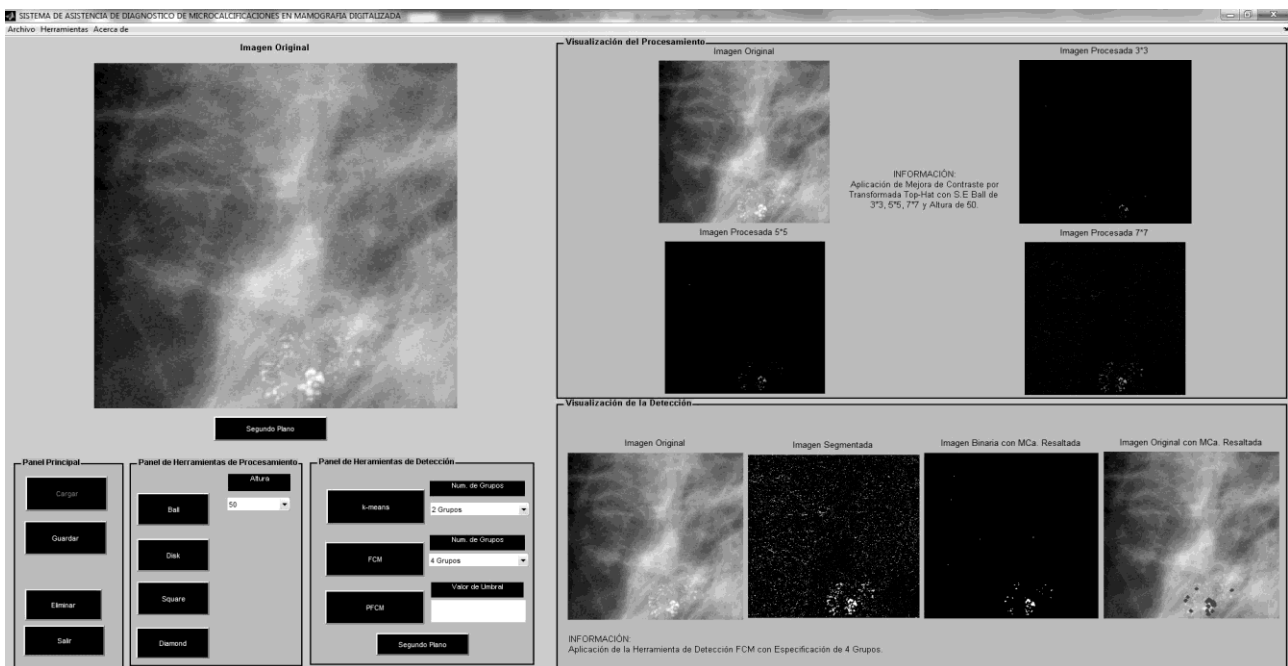 SISTEMA DE ASISTENCIA DE DIAGNOSTICO DE MICROCALCIFICACIONES EN MAMOGRAFIA DIGITALIZADA
Archivo Herramientas Acerca de
Imagen Original
Segundo Plano
Panel Principal
Cargar
Guardar
Eliminar
Salir
Panel de Herramientas de Procesamiento
Altura
50
Ball
Disk
Square
Diamond
Panel de Heramientas de Detección
Num. de Grupos
k-means
2 Grupos
Num. de Grupos
FCM
4 Grupos
Valor de Umbral
PFCM
Segundo Plano
Visualización del Procesamiento
Imagen Original
Imagen Procesada 3*3
INFORMACIÓN:
Aplicación de Mejora de Contraste por
Transformada Top-Hat con S.E Ball de
3*3, 5*5, 7*7 y Altura de 50.
Imagen Procesada 5*5
Imagen Procesada 7*7
Visualización de la Detección
Imagen Original
Imagen Segmentada
Imagen Binaria con MCa. Resaltada
Imagen Original con MCa. Resaltada
INFORMACIÓN:
Aplicación de la Herramienta de Detección FCM con Especificación de 4 Grupos.